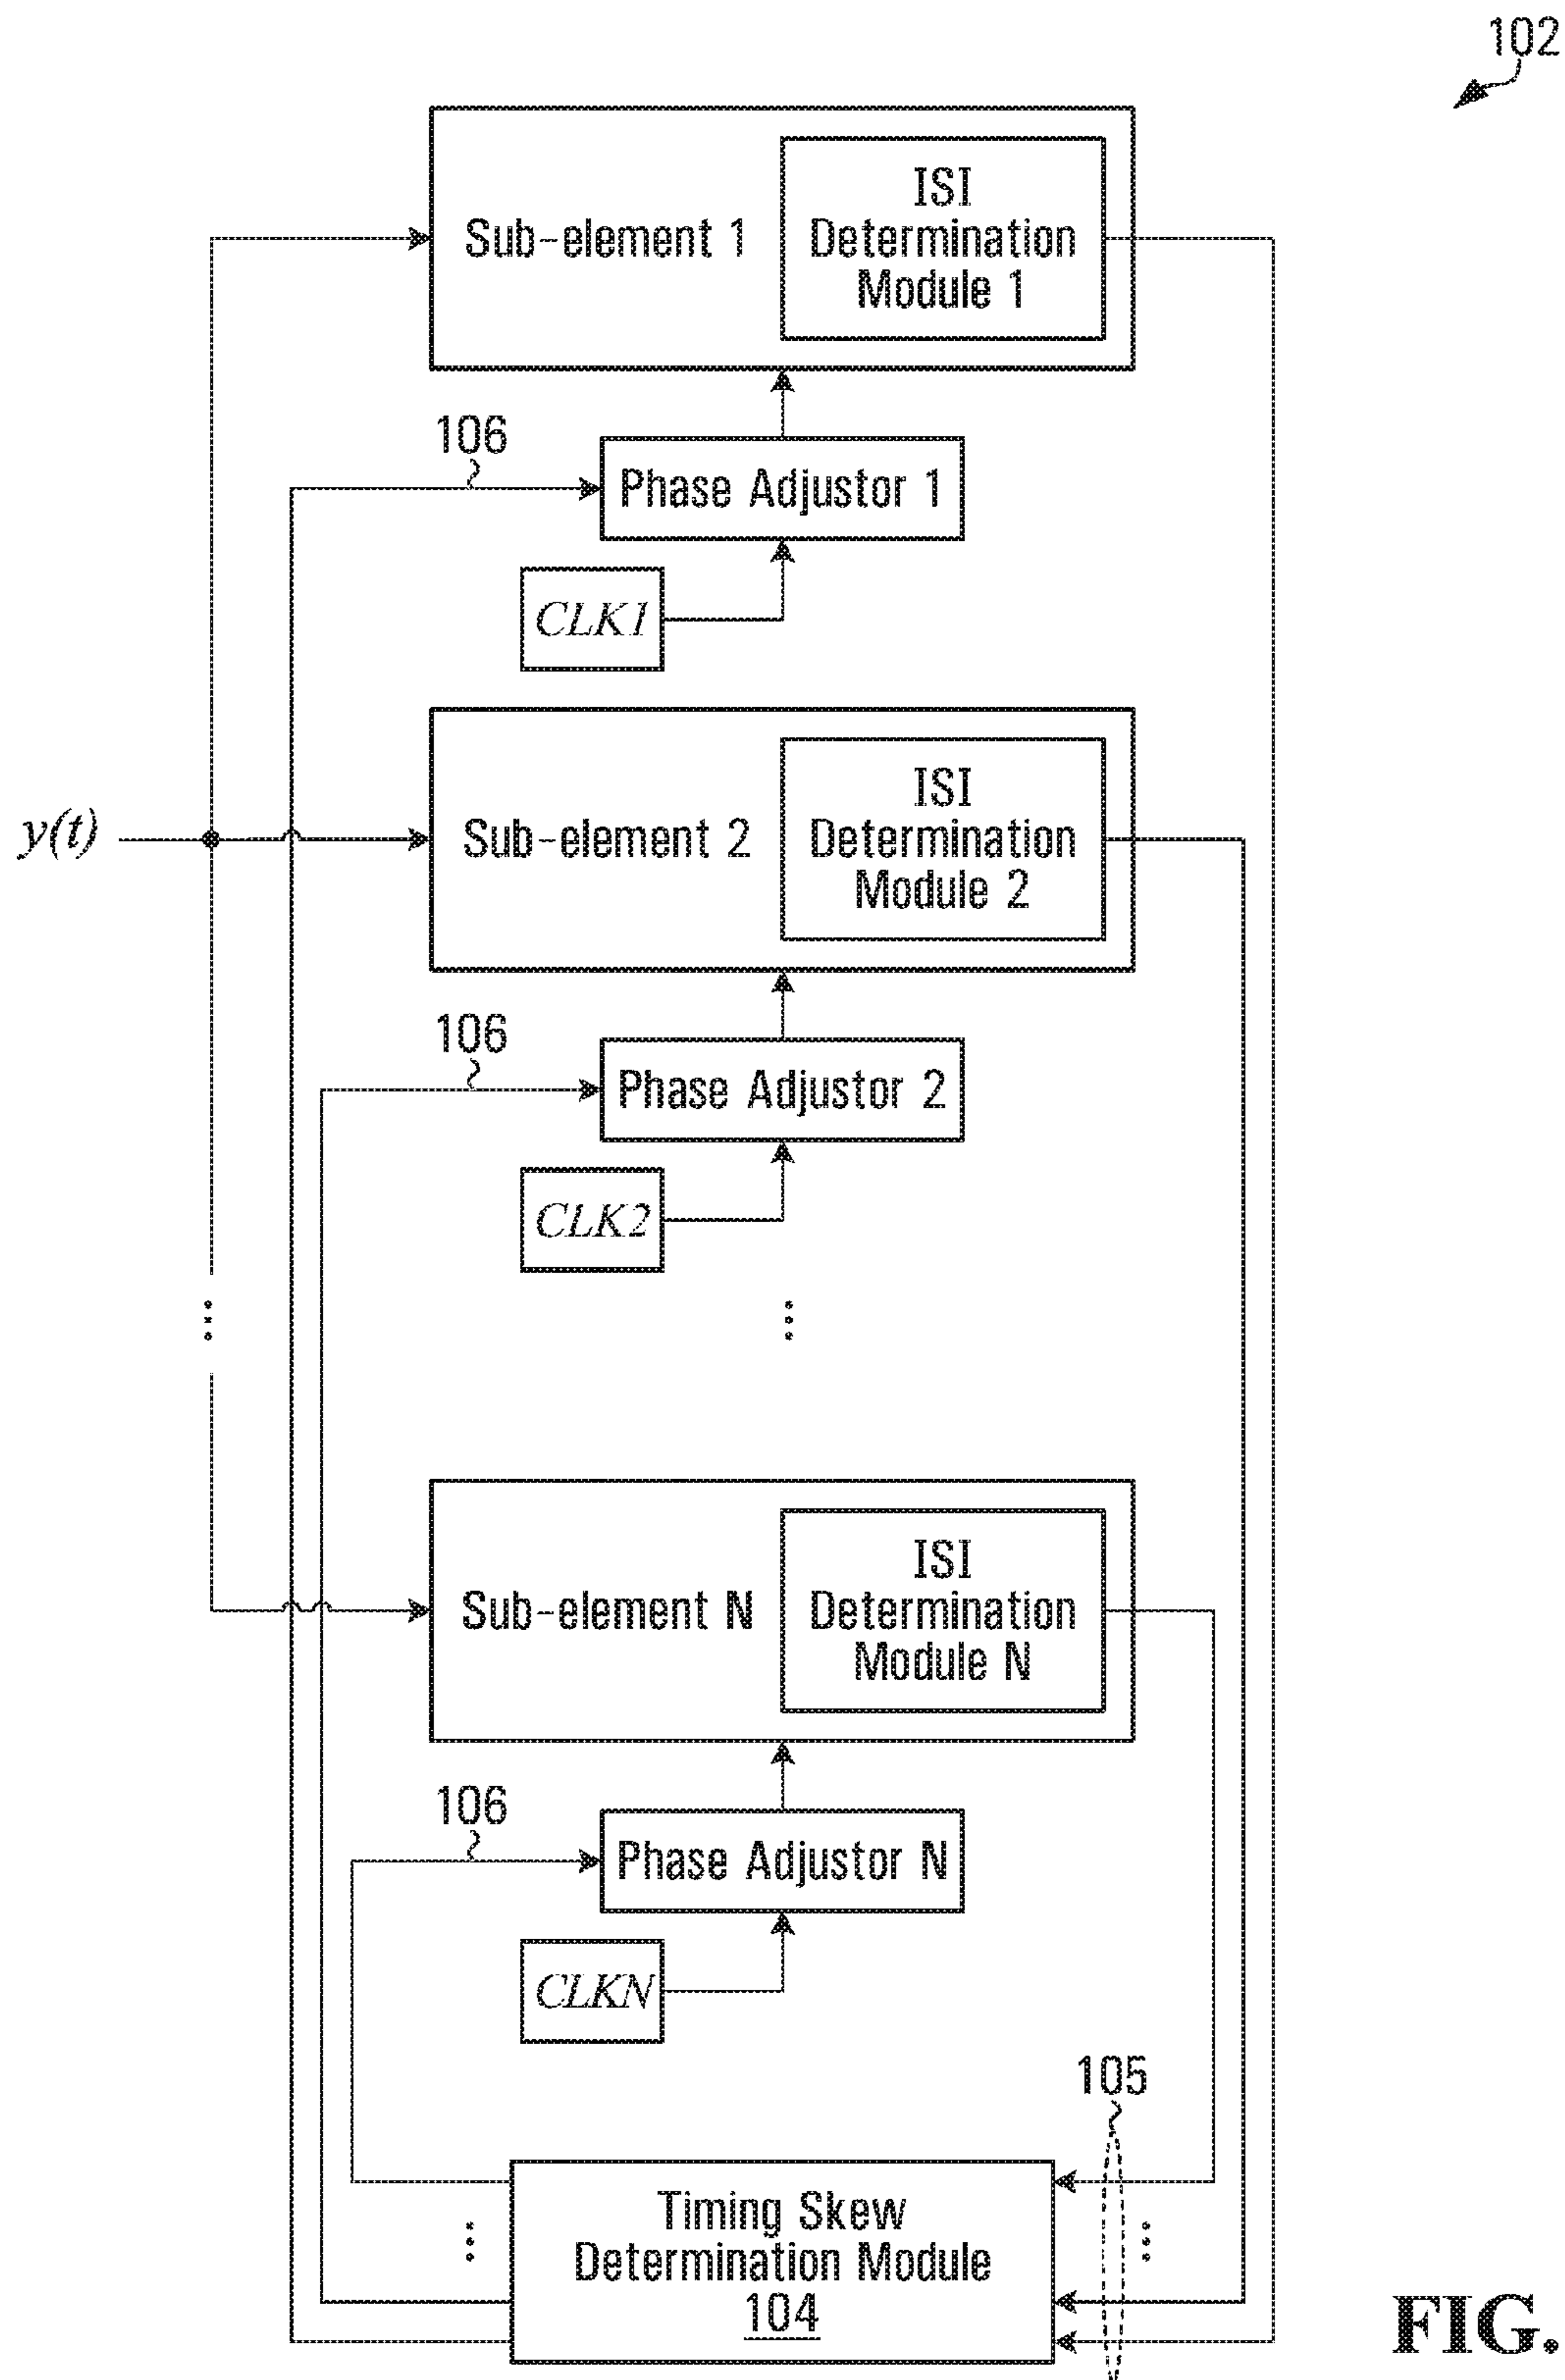 102
Sub-element 1
ISI
Determination
Module 1
106
Phase Adjustor 1
CLK1
y(t)
Sub-element 2
ISI
Determination
Module 2
106
Phase Adjustor 2
CLK2
Sub-element N
ISI
Determination
Module N
106
Phase Adjustor N
CLKN
105
Timing Skew
Determination Module
104
FIG.